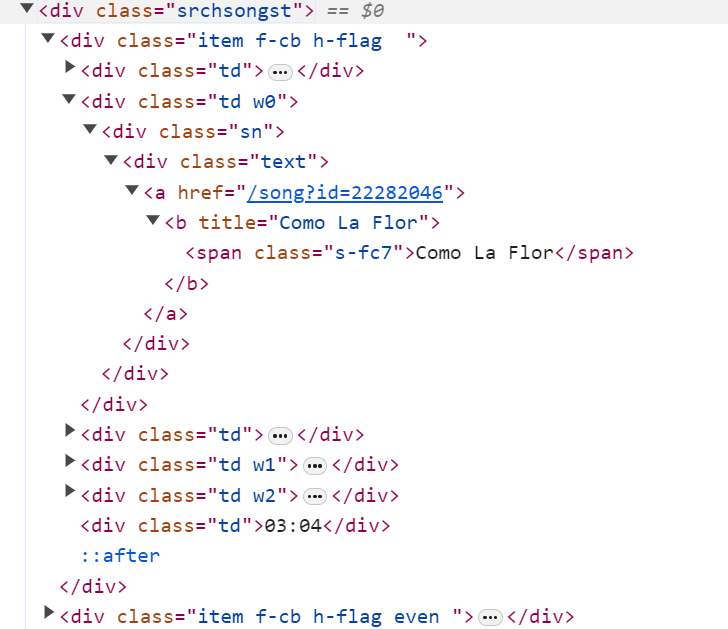 <div class="srchsongst"> == $0
<div class="item f-cb h-flag  ">
<div class="td">…</div>
<div class="td w0">
<div class="sn">
<div class="text">
<a href="/song?id=22282046">
<b title="Como La Flor">
<span class="s-fc7">Como La Flor</span>
</b>
</a>
</div>
</div>
</div>
<div class="td">…</div>
<div class="td w1">…</div>
<div class="td w2">…</div>
<div class="td">03:04</div>
::after
</div>
<div class="item f-cb h-flag even ">…</div>